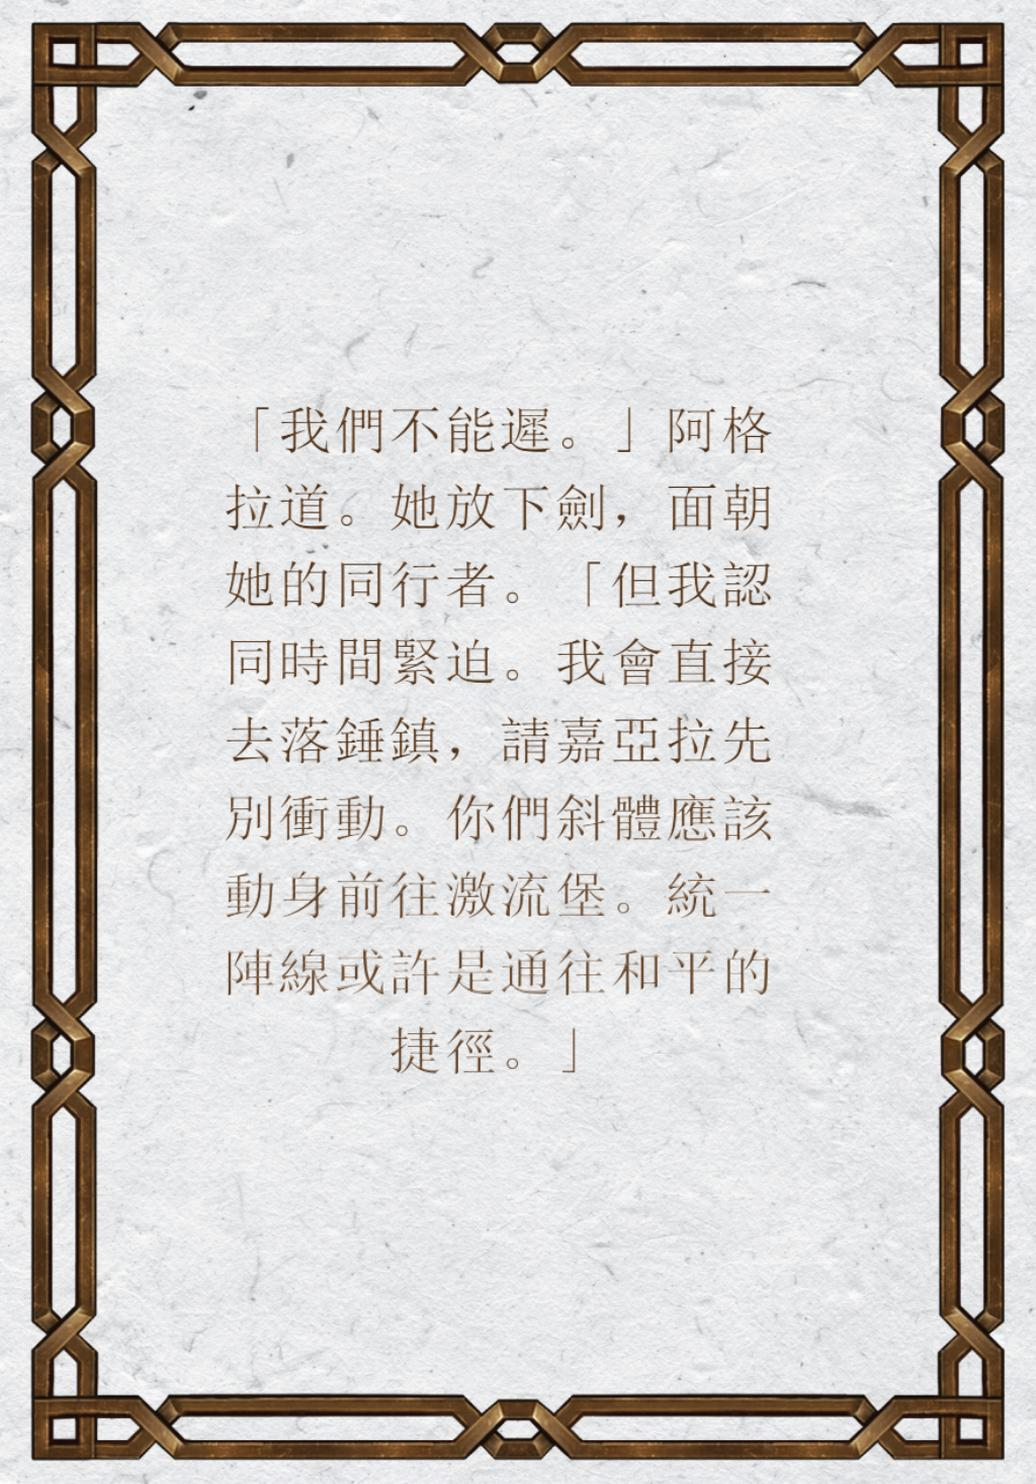 「我們不能遲。」阿格
拉道。她放下劍，面朝
她的同行者。「但我認
同時間緊迫。我會直接
去落錘鎮，請嘉亞拉先
別衝動。你們斜體應該
動身前往激流堡。統一
陣線或許是通往和平的
捷徑。」